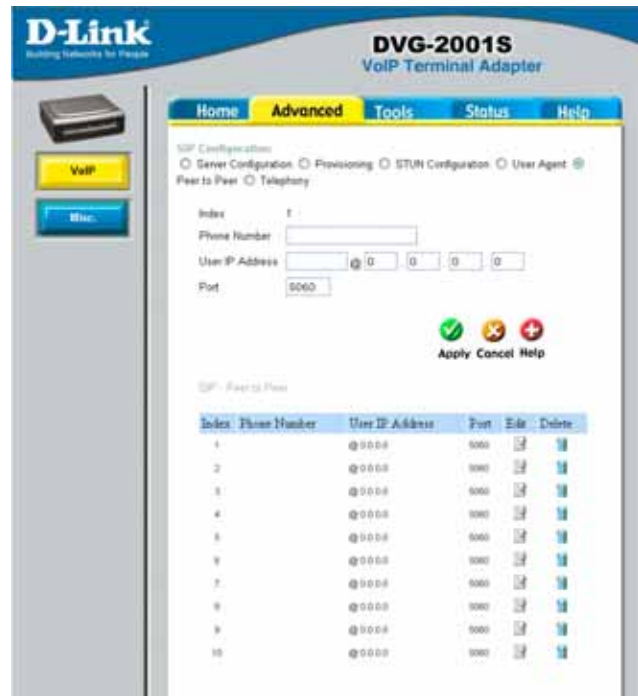 D-Link
Building Networks for People
DVG-2001S
VoIP Terminal Adapter
Home Advanced Tools Status Help
VoIP
Misc.
SIP Configuration
Server Configuration Provisioning STUN Configuration User Agent
Peer to Peer Telephony
Index 1
Phone Number
User IP Address @ 0 . 0 . 0 . 0
Port 5060
Apply Cancel Help
SIP - Peer to Peer
Index Phone Number User IP Address Port Edit Delete
1 @0.0.0.0 5060
2 @0.0.0.0 5060
3 @0.0.0.0 5060
4 @0.0.0.0 5060
5 @0.0.0.0 5060
6 @0.0.0.0 5060
7 @0.0.0.0 5060
8 @0.0.0.0 5060
9 @0.0.0.0 5060
10 @0.0.0.0 5060